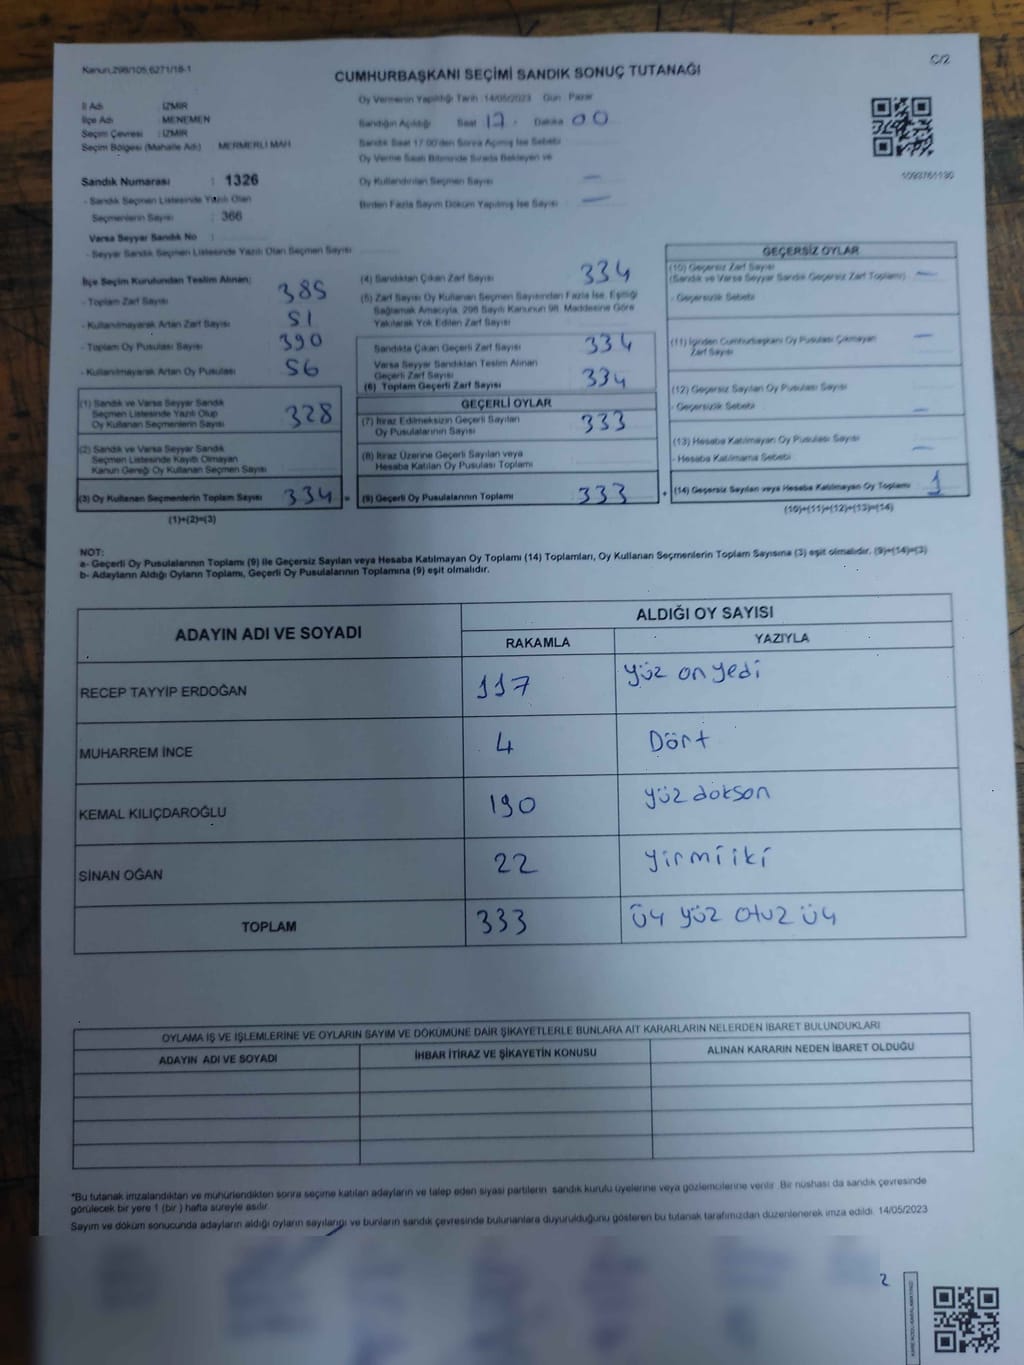 Kanun:298/105,6271/18-1
C/2
CUMHURBAŞKANI SEÇİMİ SANDIK SONUÇ TUTANAĞI
İl Adı : İZMİR
İlçe Adı : MENEMEN
Seçim Çevresi : İZMİR
Seçim Bölgesi (Mahalle Adı) MERMERLİ MAH
Oy Vermenin Yapıldığı Tarih :14/05/2023 Gün : Pazar
Sandığın Açıldığı Saat 17 Dakika 00
Sandık Saat 17:00'den Sonra Açılmış İse Sebebi
Oy Verme Saati Bitiminde Sırada Bekleyen ve
Oy Kullandırılan Seçmen Sayısı —
Birden Fazla Sayım Döküm Yapılmış İse Sayısı —
1093761130
Sandık Numarası : 1326
- Sandık Seçmen Listesinde Yazılı Olan
Seçmenlerin Sayısı : 366
Varsa Seyyar Sandık No :
- Seyyar Sandık Seçmen Listesinde Yazılı Olan Seçmen Sayısı
İlçe Seçim Kurulundan Teslim Alınan;
- Toplam Zarf Sayısı 385
- Kullanılmayarak Artan Zarf Sayısı 51
- Toplam Oy Pusulası Sayısı 390
- Kullanılmayarak Artan Oy Pusulası 56
(1) Sandık ve Varsa Seyyar Sandık
Seçmen Listesinde Yazılı Olup
Oy Kullanan Seçmenlerin Sayısı 328
(2) Sandık ve Varsa Seyyar Sandık
Seçmen Listesinde Kayıtlı Olmayan
Kanun Gereği Oy Kullanan Seçmen Sayısı
(3) Oy Kullanan Seçmenlerin Toplam Sayısı 334 =
(1)+(2)=(3)
(4) Sandıktan Çıkan Zarf Sayısı 334
(5) Zarf Sayısı Oy Kullanan Seçmen Sayısından Fazla İse, Eşitliği
Sağlamak Amacıyla, 298 Sayılı Kanunun 98. Maddesine Göre
Yakılarak Yok Edilen Zarf Sayısı
Sandıkta Çıkan Geçerli Zarf Sayısı 334
Varsa Seyyar Sandıktan Teslim Alınan
Geçerli Zarf Sayısı
(6) Toplam Geçerli Zarf Sayısı 334
GEÇERLİ OYLAR
(7) İtiraz Edilmeksizin Geçerli Sayılan
Oy Pusulalarının Sayısı 333
(8) İtiraz Üzerine Geçerli Sayılan veya
Hesaba Katılan Oy Pusulası Toplamı
(9) Geçerli Oy Pusulalarının Toplamı 333 +
GEÇERSİZ OYLAR
(10) Geçersiz Zarf Sayısı
(Sandık ve Varsa Seyyar Sandık Geçersiz Zarf Toplamı) —
- Geçersizlik Sebebi
(11) İçinden Cumhurbaşkanı Oy Pusulası Çıkmayan
Zarf Sayısı —
(12) Geçersiz Sayılan Oy Pusulası Sayısı
- Geçersizlik Sebebi —
(13) Hesaba Katılmayan Oy Pusulası Sayısı —
- Hesaba Katılmama Sebebi
(14) Geçersiz Sayılan veya Hesaba Katılmayan Oy Toplamı 1
(10)+(11)+(12)+(13)=(14)
NOT:
a- Geçerli Oy Pusulalarının Toplamı (9) ile Geçersiz Sayılan veya Hesaba Katılmayan Oy Toplamı (14) Toplamları, Oy Kullanan Seçmenlerin Toplam Sayısına (3) eşit olmalıdır. (9)+(14)=(3)
b- Adayların Aldığı Oyların Toplamı, Geçerli Oy Pusulalarının Toplamına (9) eşit olmalıdır.
ADAYIN ADI VE SOYADI ALDIĞI OY SAYISI
RAKAMLA YAZIYLA
RECEP TAYYİP ERDOĞAN 117 yüz on yedi
MUHARREM İNCE 4 Dört
KEMAL KILIÇDAROĞLU 190 yüz dokson
SİNAN OĞAN 22 yirmi iki
TOPLAM 333 üç yüz otuz üç
OYLAMA İŞ VE İŞLEMLERİNE VE OYLARIN SAYIM VE DÖKÜMÜNE DAİR ŞİKAYETLERLE BUNLARA AİT KARARLARIN NELERDEN İBARET BULUNDUKLARI
ADAYIN ADI VE SOYADI İHBAR İTİRAZ VE ŞİKAYETİN KONUSU ALINAN KARARIN NEDEN İBARET OLDUĞU
*Bu tutanak imzalandıktan ve mühürlendikten sonra seçime katılan adayların ve talep eden siyasi partilerin sandık kurulu üyelerine veya gözlemcilerine verilir. Bir nüshası da sandık çevresinde
görülecek bir yere 1 (bir ) hafta süreyle asılır.
Sayım ve döküm sonucunda adayların aldığı oyların sayılarını ve bunların sandık çevresinde bulunanlara duyurulduğunu gösteren bu tutanak tarafımızdan düzenlenerek imza edildi. 14/05/2023
2